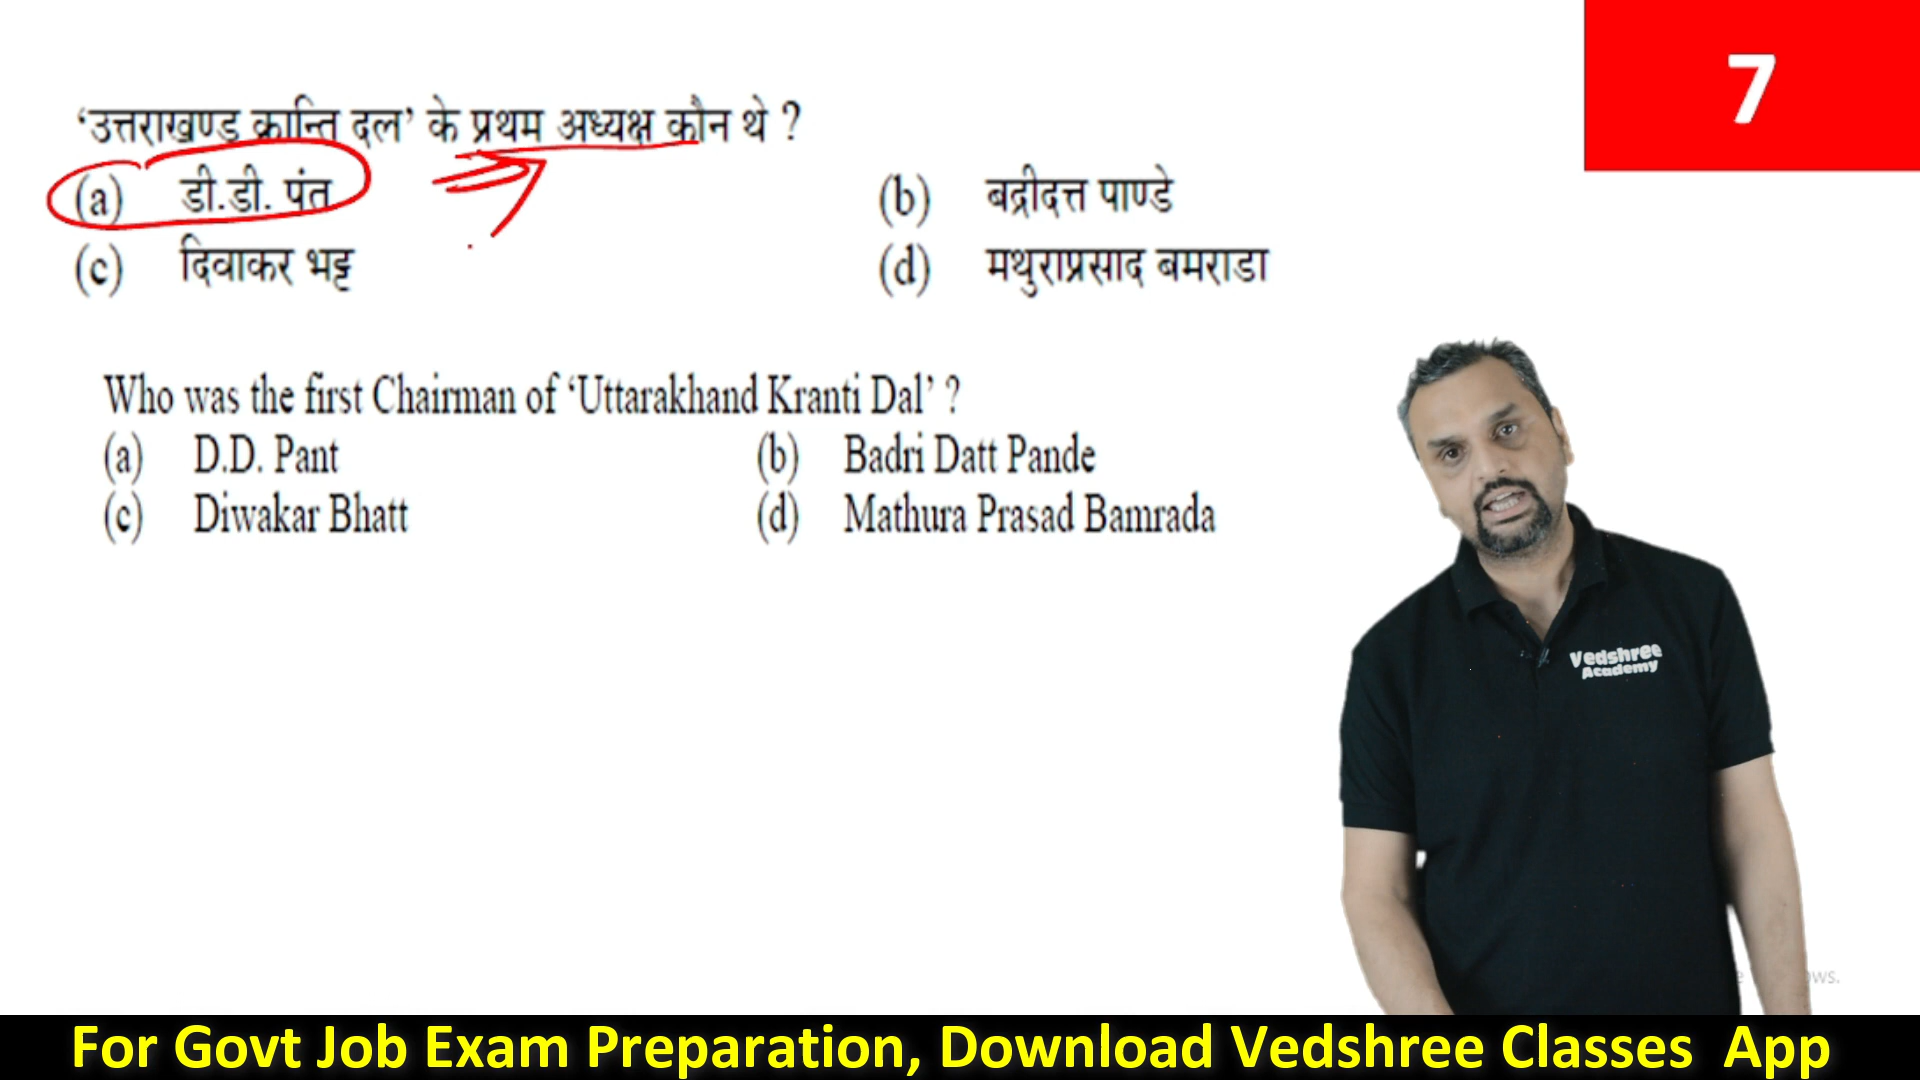 7
‘उत्तराखण्ड क्रान्ति दल’ के प्रथम अध्यक्ष कौन थे ?
(a) डी.डी. पंत (b) बद्रीदत्त पाण्डे
(c) दिवाकर भट्ट (d) मथुराप्रसाद बमराडा
Who was the first Chairman of ‘Uttarakhand Kranti Dal’ ?
(a) D.D. Pant (b) Badri Datt Pande
(c) Diwakar Bhatt (d) Mathura Prasad Bamrada
Vedshree
Academy
For Govt Job Exam Preparation, Download Vedshree Classes App